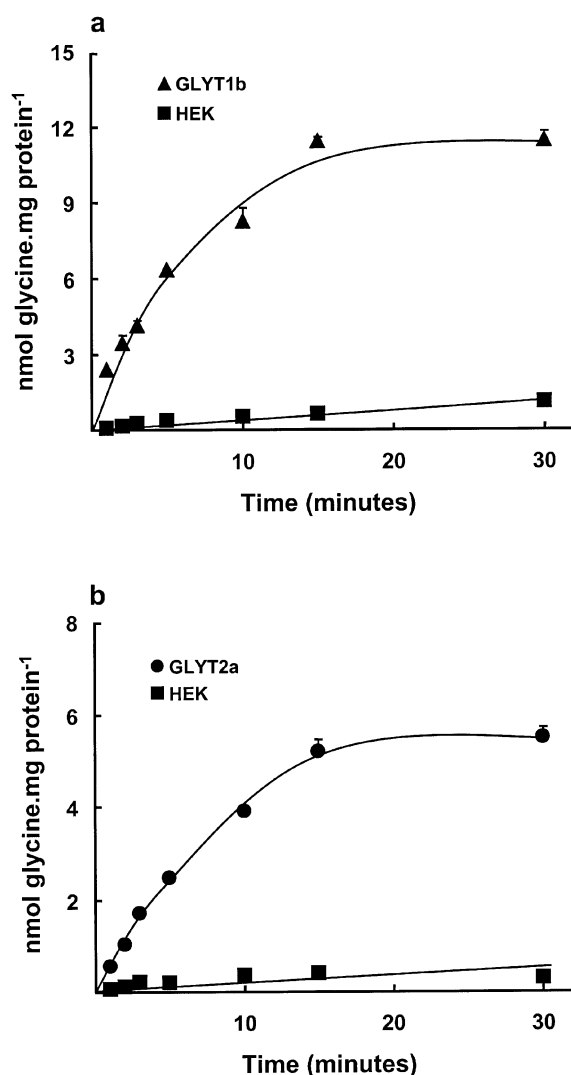 a
15
12
9
6
3
nmol glycine.mg protein-1
GLYT1b
HEK
10
20
30
Time (minutes)
b
8
6
4
2
nmol glycine.mg protein-1
GLYT2a
HEK
10
20
30
Time (minutes)